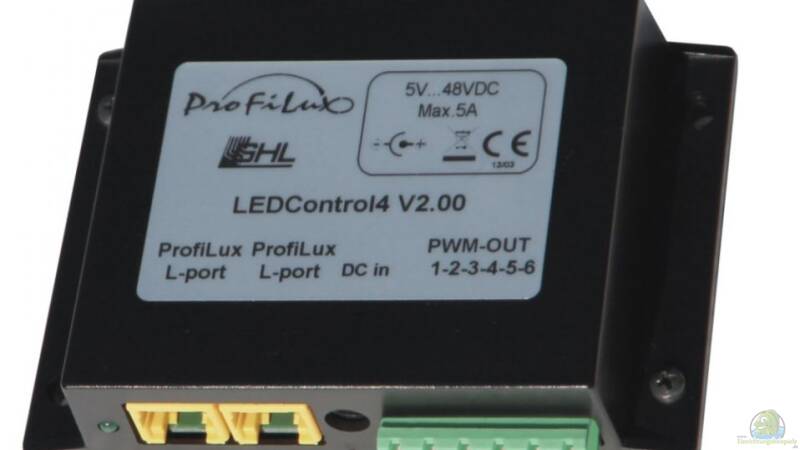 ProFiLux
5V...48VDC
Max.5A
GHL
- +
CE
13/03
LEDControl4 V2.00
ProfiLux ProfiLux PWM-OUT
L-port L-port DC in 1-2-3-4-5-6